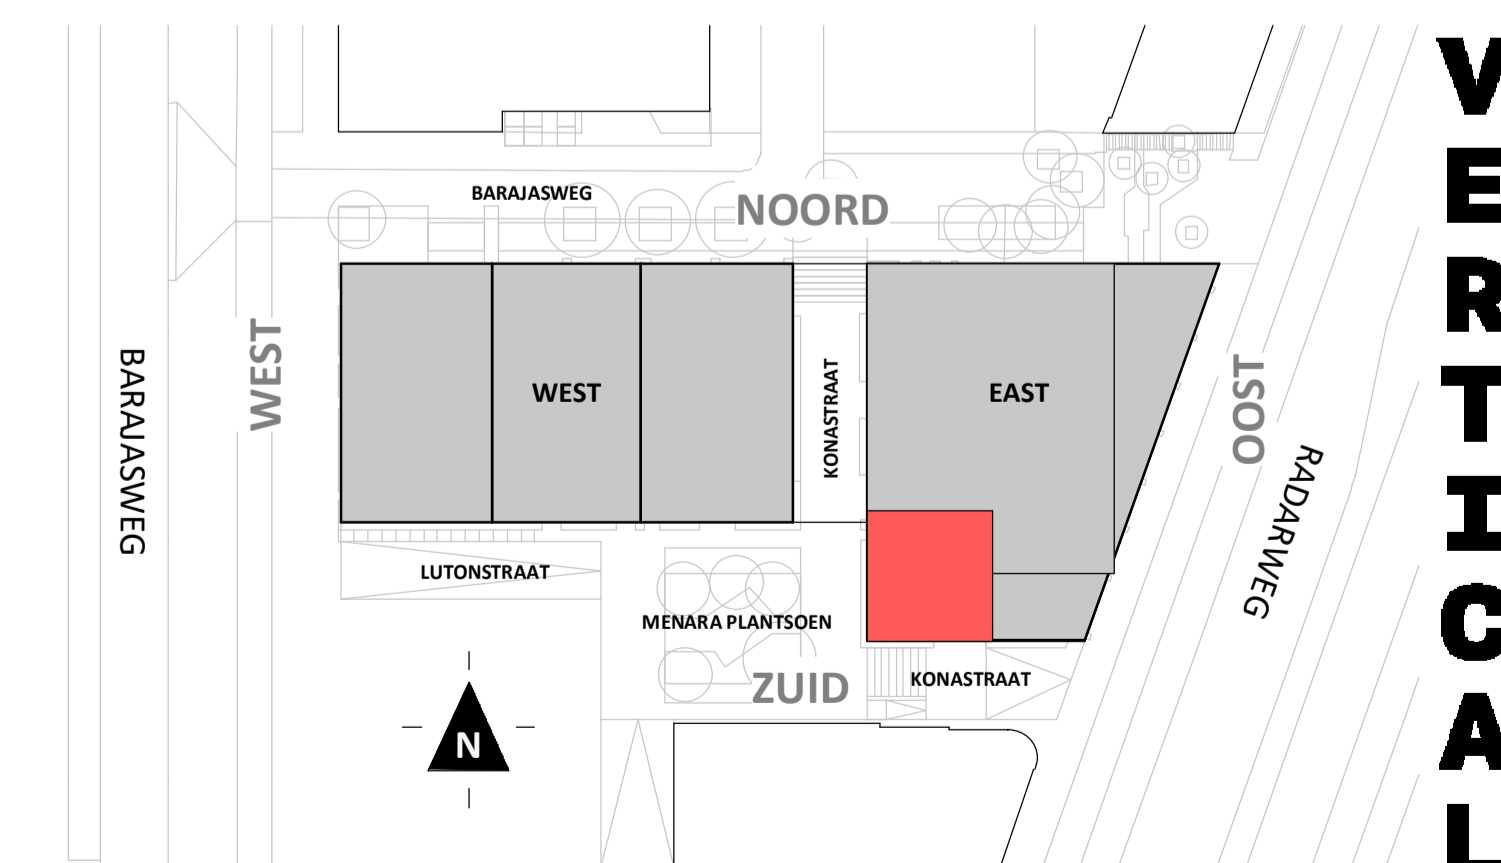 BARAJASWEG
NOORD
WEST
BARAJASWEG
WEST
KONASTRAAT
EAST
OOST
RADARWEG
LUTONSTRAAT
MENARA PLANTSOEN
ZUID
KONASTRAAT
N
VERTICAL